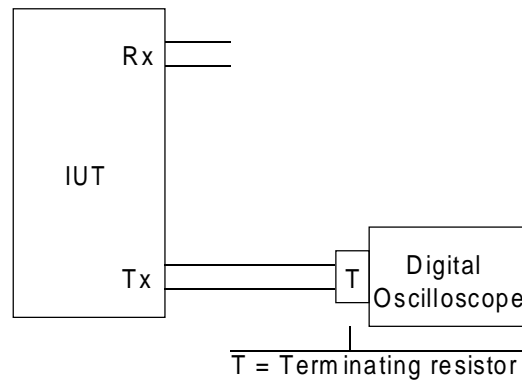 Rx
IUT
Tx
T
Digital
Oscilloscope
T = Terminating resistor